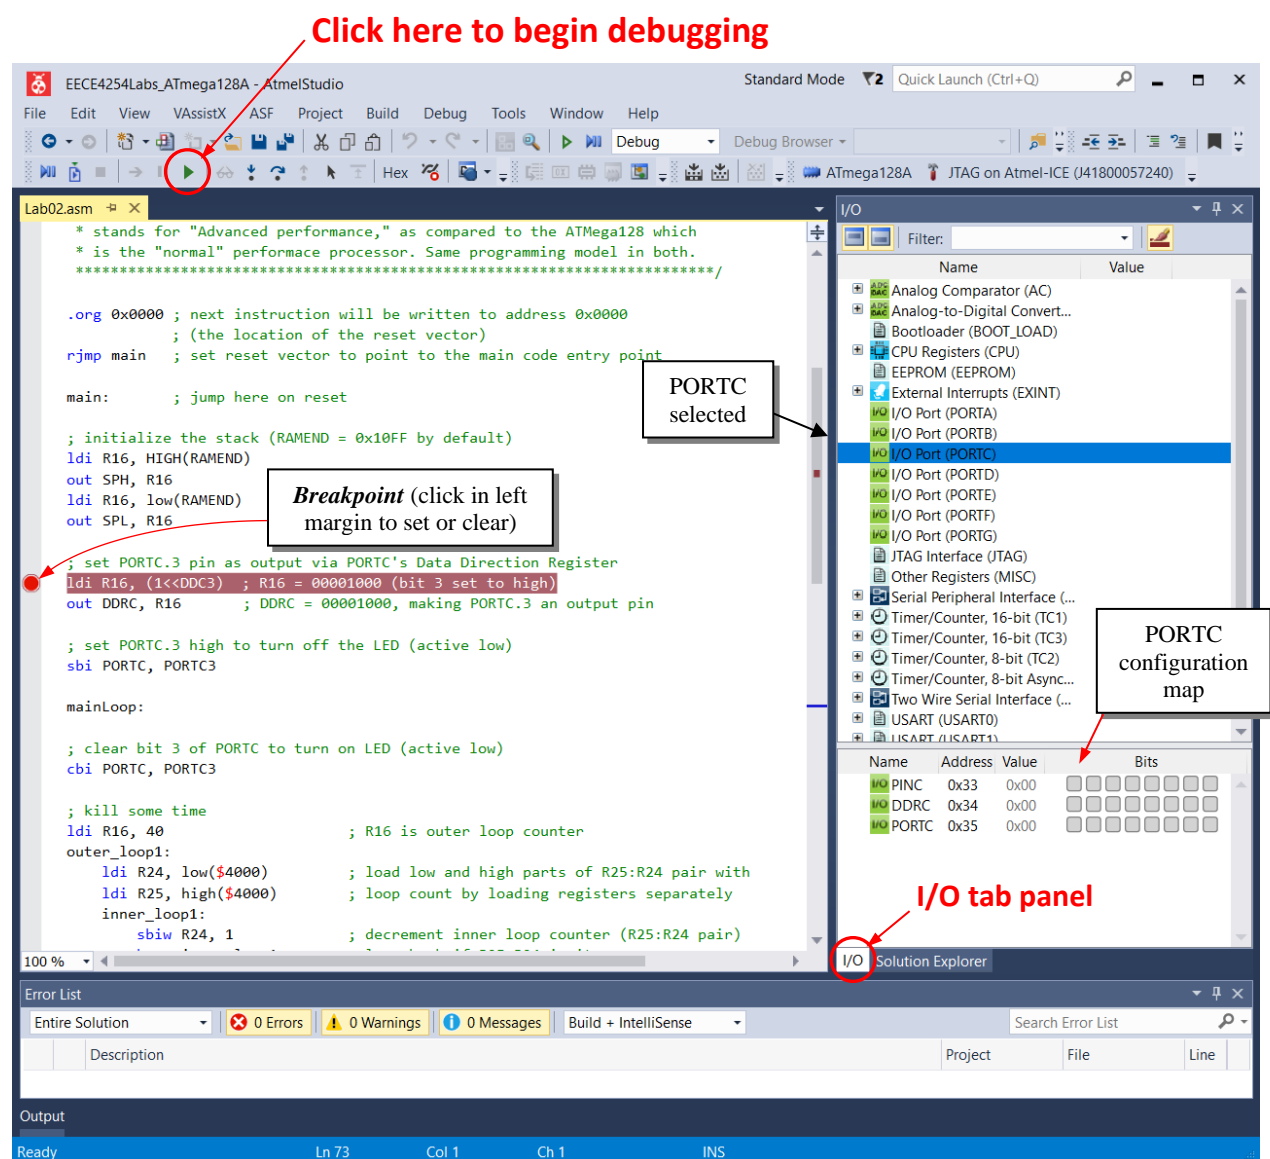 Click here to begin debugging
EECE4254Labs_ATmega128A - AtmelStudio
Standard Mode
2
Quick Launch (Ctrl+Q)
File Edit View VAssistX ASF Project Build Debug Tools Window Help
Debug
Debug Browser
Hex
ATmega128A
JTAG on Atmel-ICE (J41800057240)
Lab02.asm
* stands for "Advanced performance," as compared to the ATMega128 which
* is the "normal" performace processor. Same programming model in both.
*************************************************************************/
.org 0x0000 ; next instruction will be written to address 0x0000
; (the location of the reset vector)
rjmp main ; set reset vector to point to the main code entry point
main: ; jump here on reset
; initialize the stack (RAMEND = 0x10FF by default)
ldi R16, HIGH(RAMEND)
out SPH, R16
ldi R16, low(RAMEND)
out SPL, R16
; set PORTC.3 pin as output via PORTC's Data Direction Register
ldi R16, (1<<DDC3) ; R16 = 00001000 (bit 3 set to high)
out DDRC, R16 ; DDRC = 00001000, making PORTC.3 an output pin
; set PORTC.3 high to turn off the LED (active low)
sbi PORTC, PORTC3
mainLoop:
; clear bit 3 of PORTC to turn on LED (active low)
cbi PORTC, PORTC3
; kill some time
ldi R16, 40 ; R16 is outer loop counter
outer_loop1:
ldi R24, low($4000) ; load low and high parts of R25:R24 pair with
ldi R25, high($4000) ; loop count by loading registers separately
inner_loop1:
sbiw R24, 1 ; decrement inner loop counter (R25:R24 pair)
100 %
Breakpoint (click in left
margin to set or clear)
PORTC
selected
I/O
Filter:
Name Value
Analog Comparator (AC)
Analog-to-Digital Convert...
Bootloader (BOOT_LOAD)
CPU Registers (CPU)
EEPROM (EEPROM)
External Interrupts (EXINT)
I/O Port (PORTA)
I/O Port (PORTB)
I/O Port (PORTC)
I/O Port (PORTD)
I/O Port (PORTE)
I/O Port (PORTF)
I/O Port (PORTG)
JTAG Interface (JTAG)
Other Registers (MISC)
Serial Peripheral Interface (...
Timer/Counter, 16-bit (TC1)
Timer/Counter, 16-bit (TC3)
Timer/Counter, 8-bit (TC2)
Timer/Counter, 8-bit Async...
Two Wire Serial Interface (...
USART (USART0)
USART (USART1)
PORTC
configuration
map
Name Address Value Bits
I/O PINC 0x33 0x00
I/O DDRC 0x34 0x00
I/O PORTC 0x35 0x00
I/O tab panel
I/O Solution Explorer
Error List
Entire Solution 0 Errors 0 Warnings 0 Messages Build + IntelliSense Search Error List
Description Project File Line
Output
Ready Ln 73 Col 1 Ch 1 INS